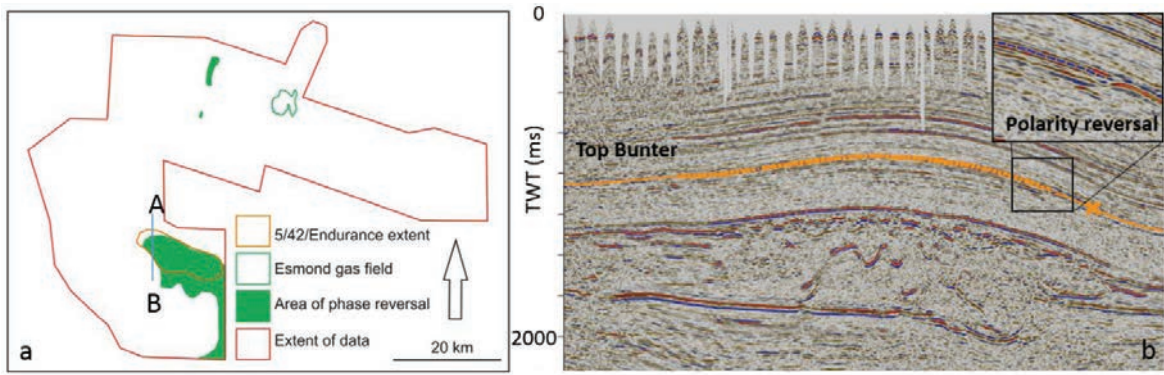 A
B
5/42/Endurance extent
Esmond gas field
Area of phase reversal
Extent of data
20 km
a
0
TWT (ms)
2000
Top Bunter
Polarity reversal
b